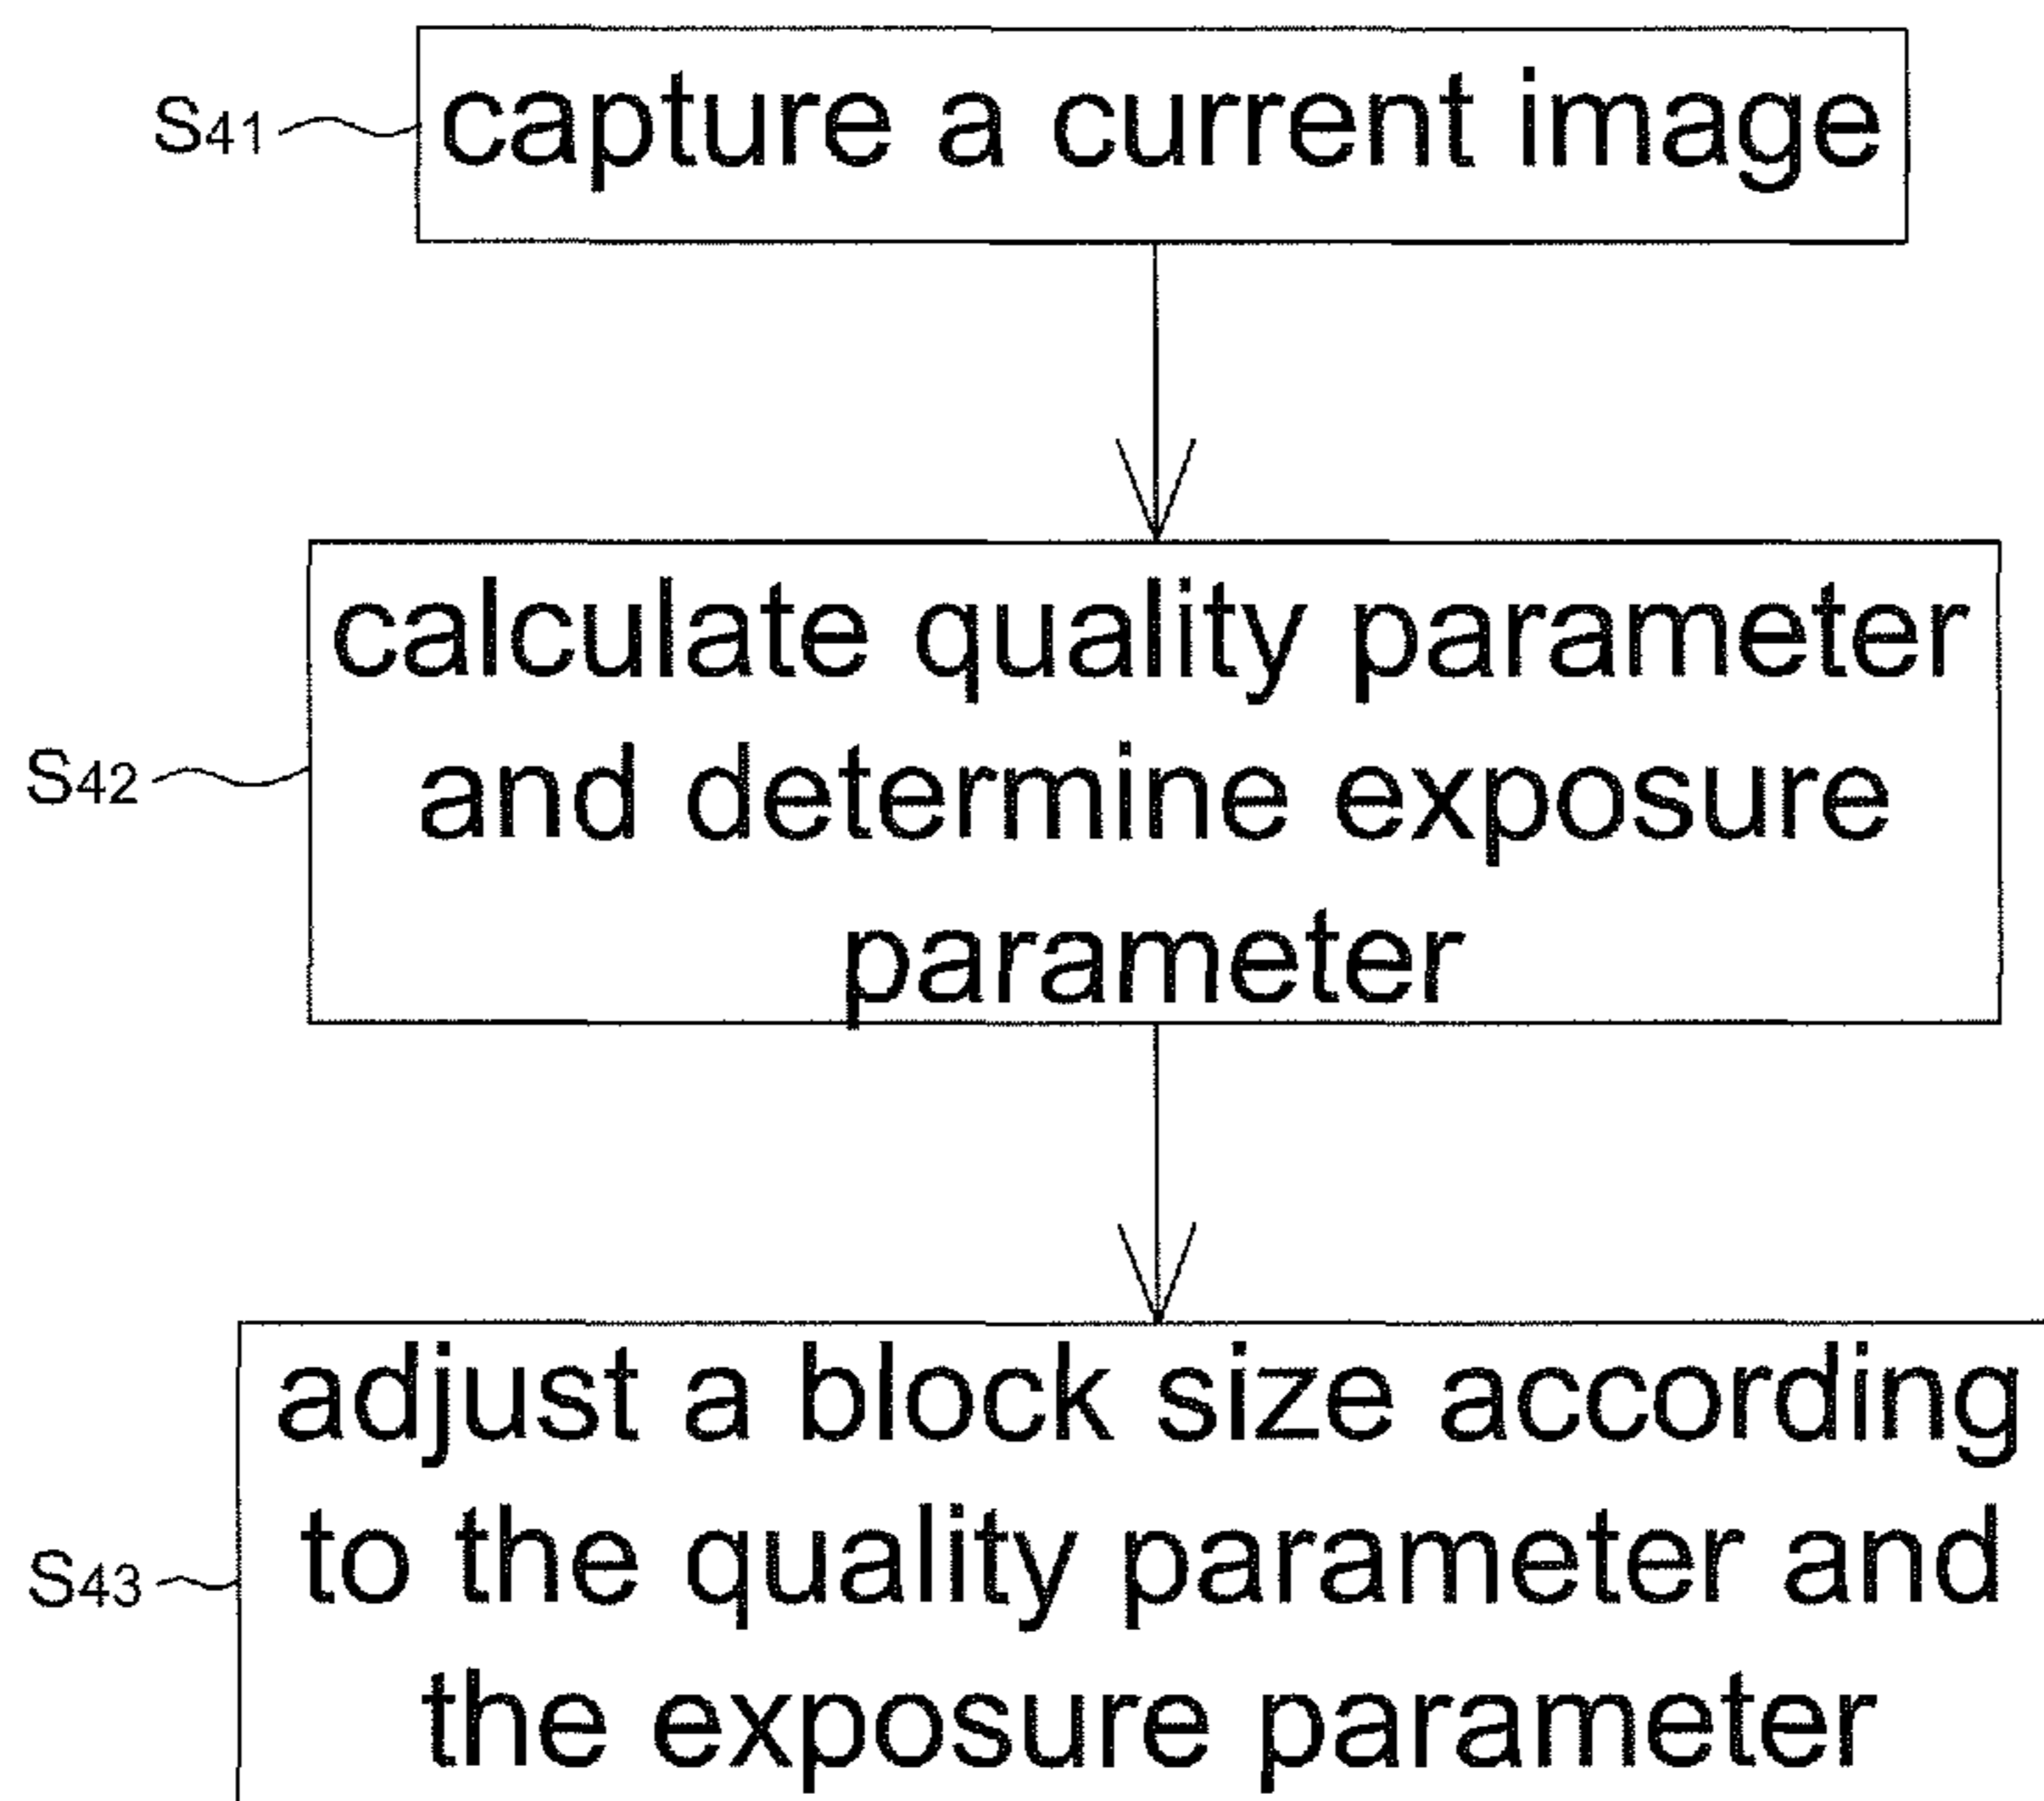 S41 capture a current image
calculate quality parameter
S42 and determine exposure
parameter
adjust a block size according
S43 to the quality parameter and
the exposure parameter